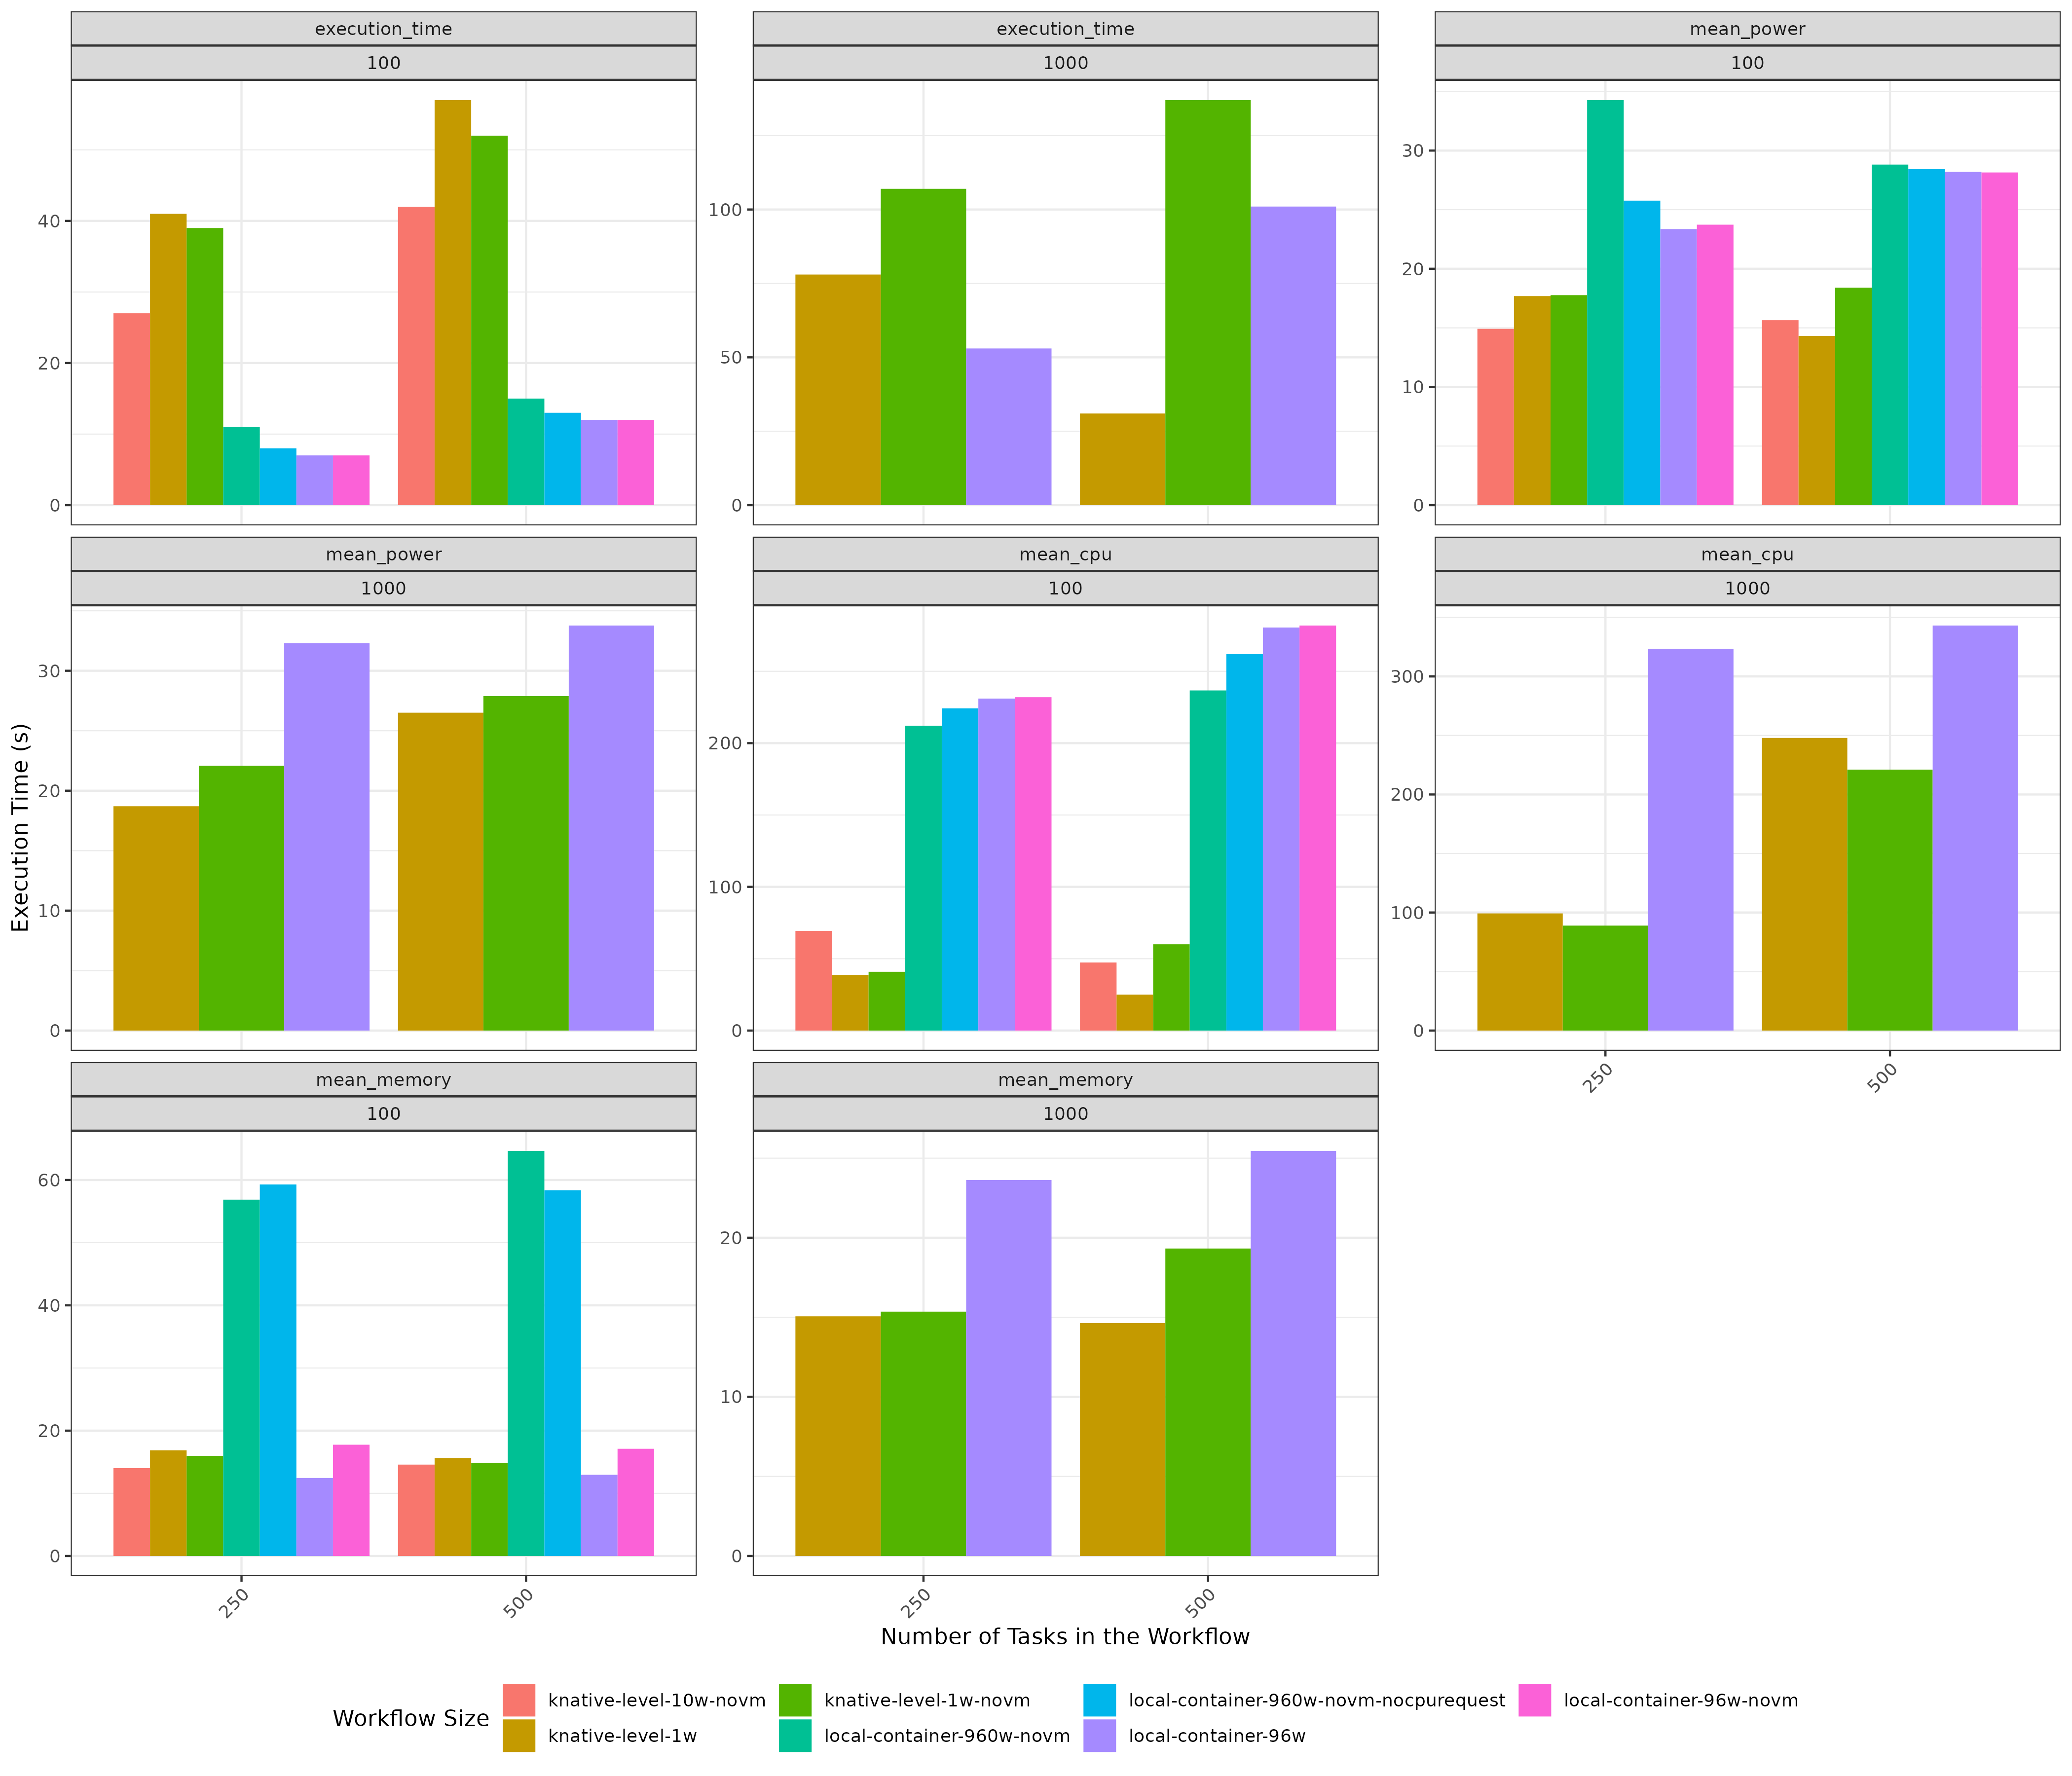 execution_time
100
0
20
40
execution_time
1000
0
50
100
mean_power
100
0
10
20
30
mean_power
1000
0
10
20
30
mean_cpu
100
0
100
200
mean_cpu
1000
0
100
200
300
250
500
mean_memory
100
0
20
40
60
250
500
mean_memory
1000
0
10
20
250
500
Execution Time (s)
Number of Tasks in the Workflow
Workflow Size
knative-level-10w-novm
knative-level-1w
knative-level-1w-novm
local-container-960w-novm
local-container-960w-novm-nocpurequest
local-container-96w
local-container-96w-novm